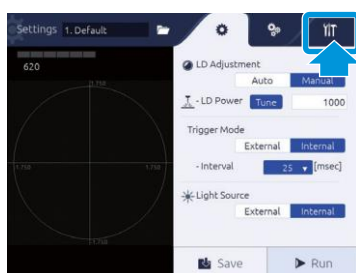 Settings 1. Default
620
LD Adjustment
Auto Manual
- LD Power Tune 1000
Trigger Mode
External Internal
- Interval 25 [msec]
Light Source
External Internal
1.750
1.750 1.750
1.750
Save Run